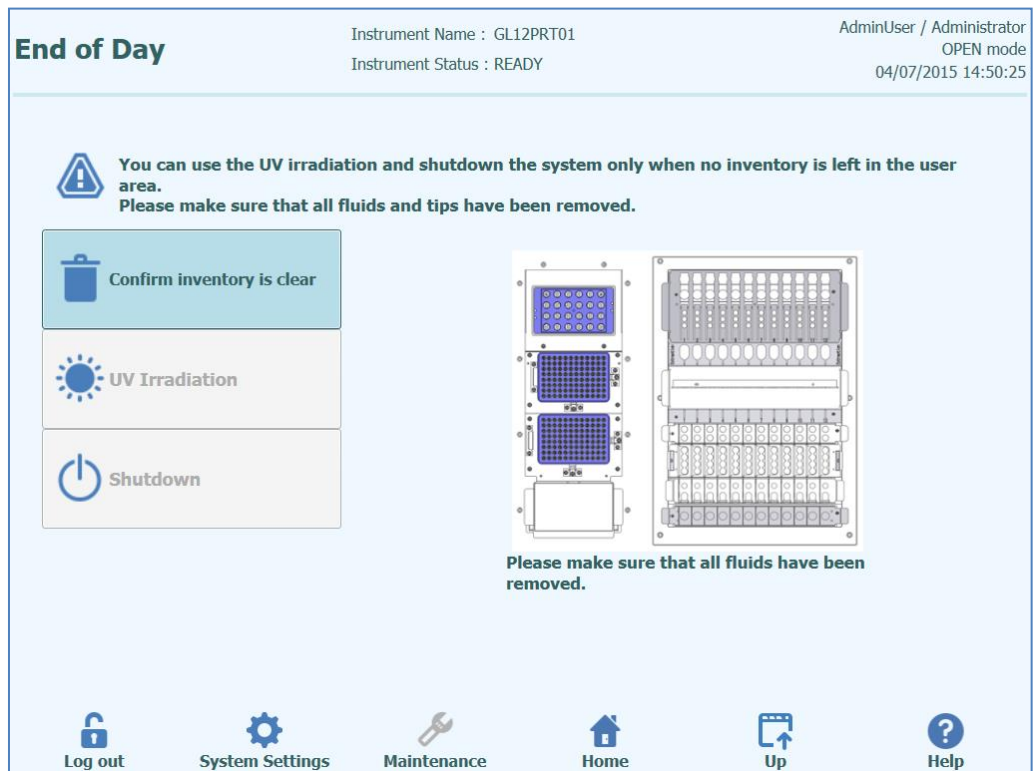 End of Day
Instrument Name : GL12PRT01
Instrument Status : READY
AdminUser / Administrator
OPEN mode
04/07/2015 14:50:25
You can use the UV irradiation and shutdown the system only when no inventory is left in the user
area.
Please make sure that all fluids and tips have been removed.
Confirm inventory is clear
UV Irradiation
Shutdown
Please make sure that all fluids have been
removed.
Log out
System Settings
Maintenance
Home
Up
Help